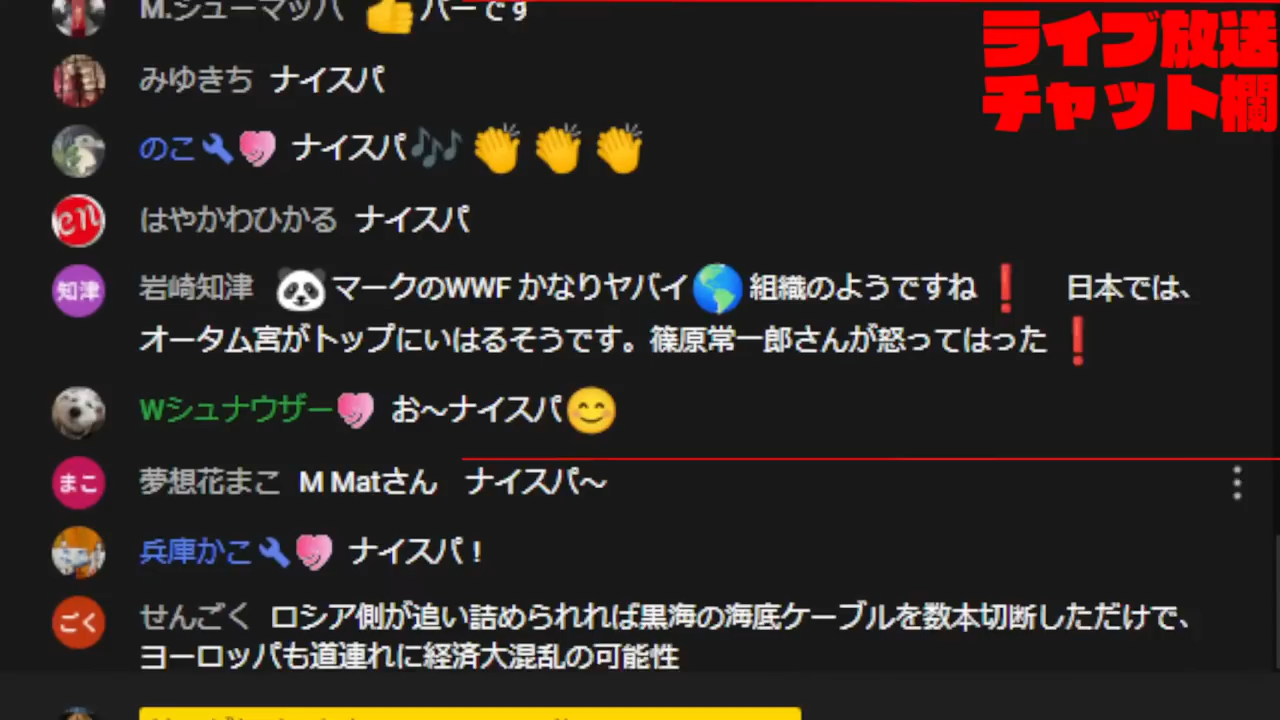 M.シューマッハ 👍パーです
ライブ放送
チャット欄
みゆきち ナイスパ
のこ🔧 ナイスパ🎶👏👏👏
en
はやかわひかる ナイスパ
知津
岩崎知津 🐼マークのWWF かなりヤバイ🌎組織のようですね❗ 日本では、
オータム宮がトップにいはるそうです。篠原常一郎さんが怒ってはった❗
Wシュナウザー お〜ナイスパ😊
まこ
夢想花まこ M Matさん ナイスパ〜
兵庫かこ🔧 ナイスパ！
ごく
せんごく ロシア側が追い詰められれば黒海の海底ケーブルを数本切断しただけで、
ヨーロッパも道連れに経済大混乱の可能性